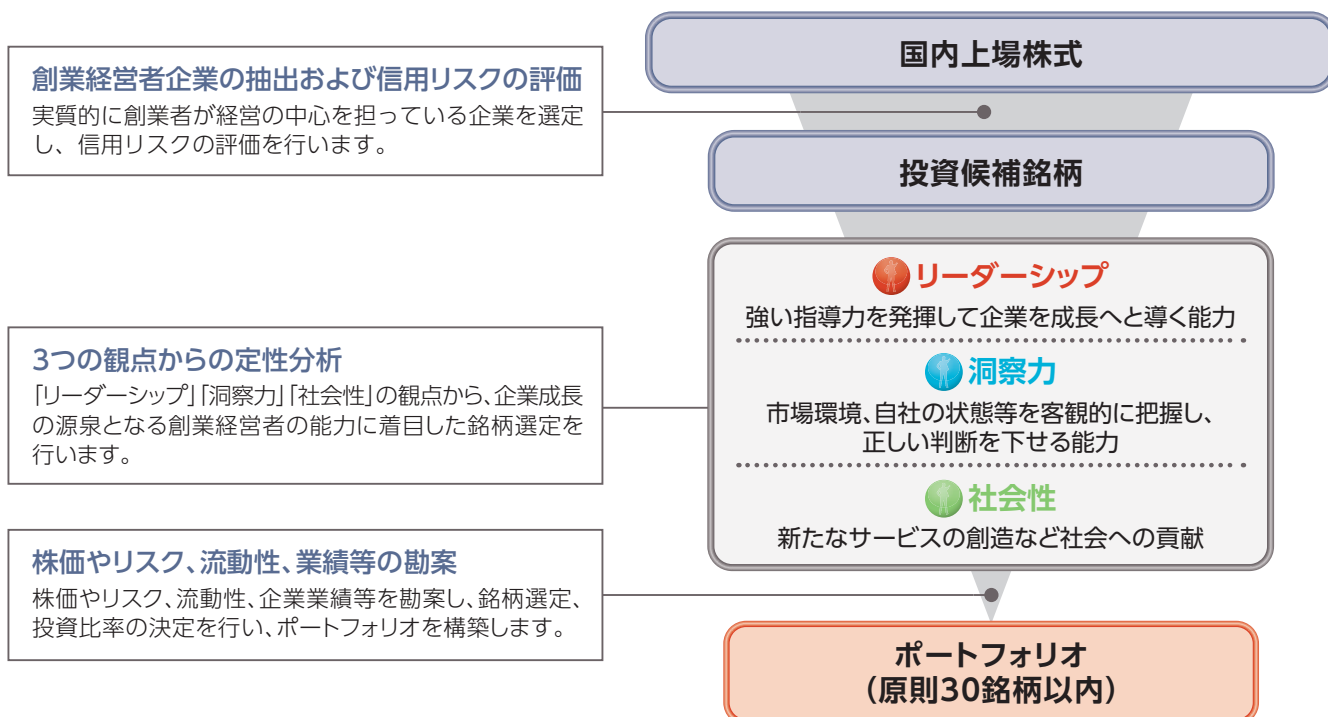 国内上場株式
創業経営者企業の抽出および信用リスクの評価
実質的に創業者が経営の中心を担っている企業を選定
し、信用リスクの評価を行います。
投資候補銘柄
リーダーシップ
強い指導力を発揮して企業を成長へと導く能力
洞察力
市場環境、自社の状態等を客観的に把握し、
正しい判断を下せる能力
社会性
新たなサービスの創造など社会への貢献
3つの観点からの定性分析
「リーダーシップ」「洞察力」「社会性」の観点から、企業成長
の源泉となる創業経営者の能力に着目した銘柄選定を
行います。
株価やリスク、流動性、業績等の勘案
株価やリスク、流動性、企業業績等を勘案し、銘柄選定、
投資比率の決定を行い、ポートフォリオを構築します。
ポートフォリオ
(原則30銘柄以内)